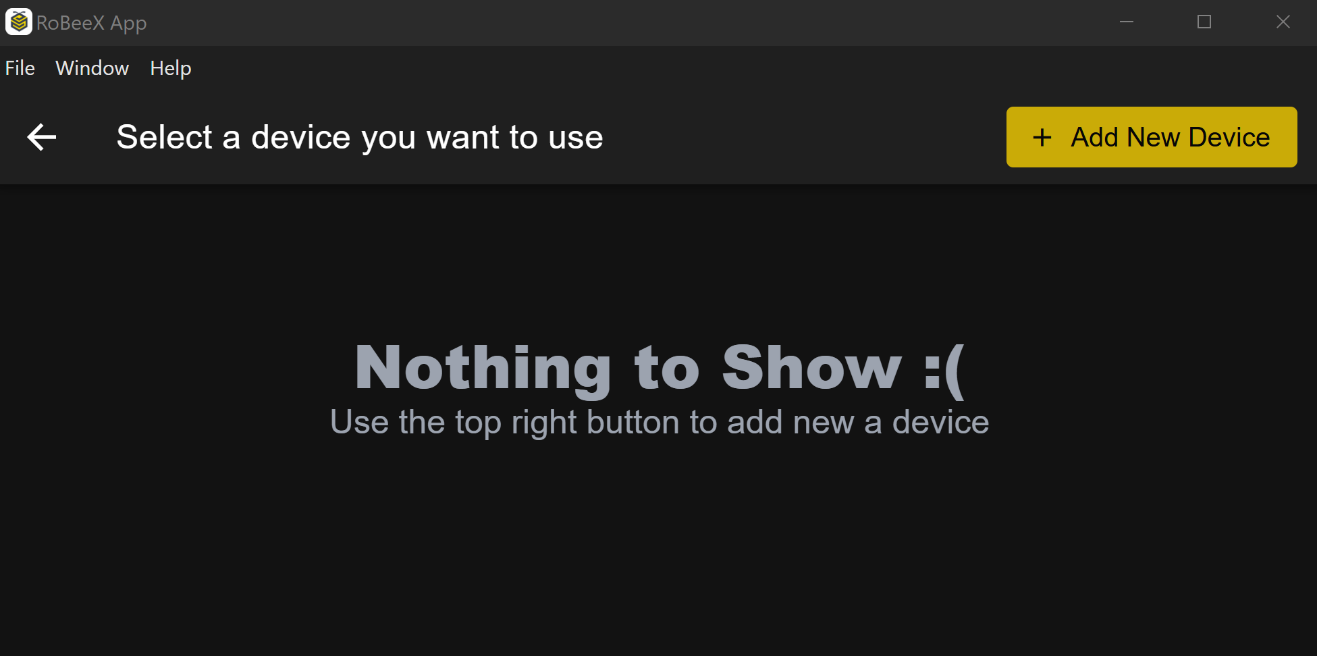 RoBeeX App
File Window Help
Select a device you want to use
+ Add New Device
Nothing to Show :(
Use the top right button to add new a device